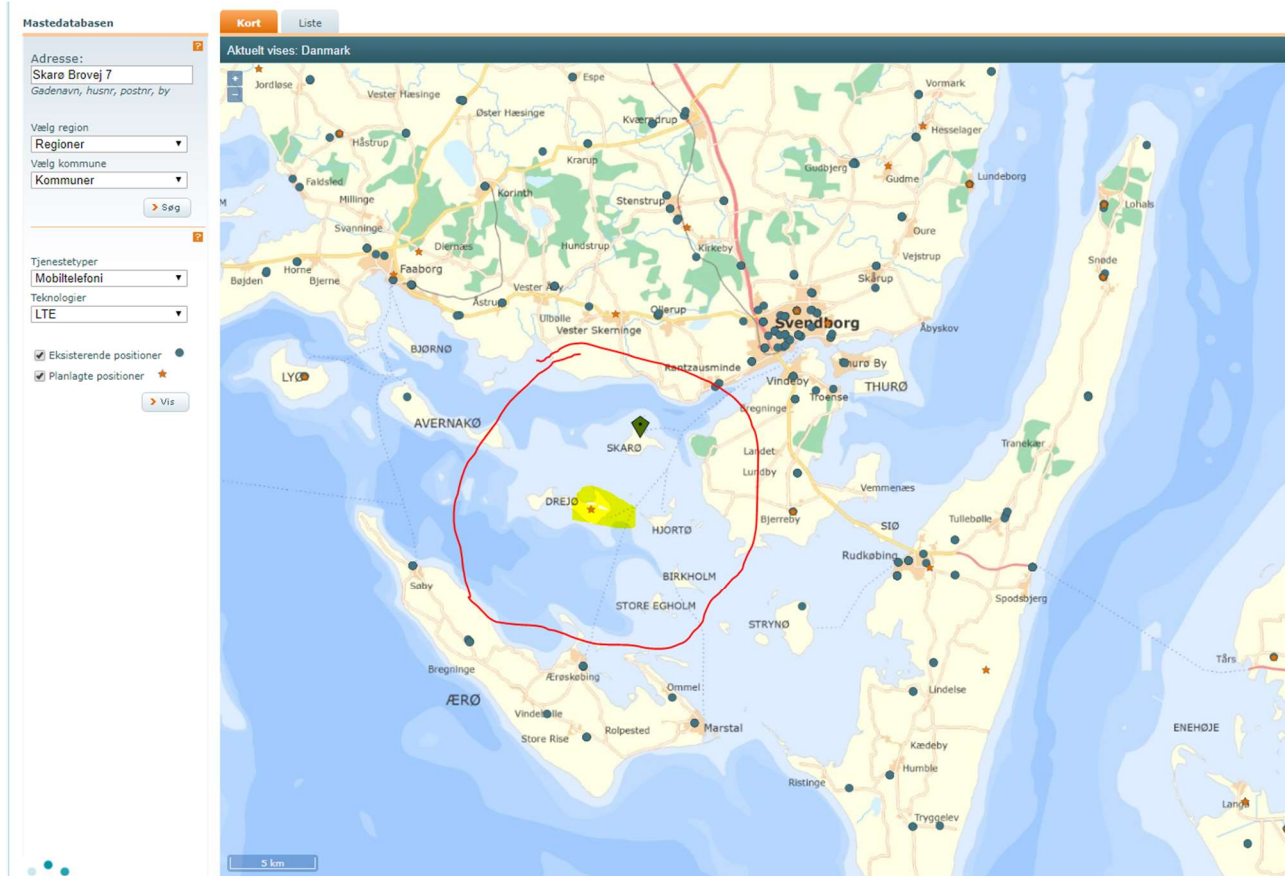 Mastedatabasen
Adresse:
Skarø Brovej 7
Gadenavn, husnr, postnr, by
Vælg region
Regioner
Vælg kommune
Kommuner
Søg
Tjenestetyper
Mobiltelefoni
Teknologier
LTE
Eksisterende positioner
Planlagte positioner
Vis
Kort
Liste
Aktuelt vises: Danmark
+
−
Jordløse
Vester Hæsinge
Espe
Øster Hæsinge
Kværndrup
Vormark
Hesselager
Håstrup
Krarup
Gudbjerg
Gudme
Lundeborg
Faldsled
Millinge
Korinth
Stenstrup
Lohals
Svanninge
Diernæs
Hundstrup
Kirkeby
Oure
Vejstrup
Snøde
Bøjden
Horne
Bjerne
Faaborg
Skårup
Åstrup
Vester Åby
Ulbølle
Vester Skerninge
Ollerup
Svendborg
Åbyskov
BJØRNØ
LYØ
Rantzausminde
Vindeby
Thurø By
THURØ
Troense
Bregninge
AVERNAKØ
SKARØ
Landet
Lundby
Tranekær
Vemmenæs
DREJØ
HJORTØ
Bjerreby
SIØ
Tullebølle
Rudkøbing
Søby
BIRKHOLM
STORE EGHOLM
Spodsbjerg
STRYNØ
Bregninge
Ærøskøbing
Tårs
ÆRØ
Ommel
Lindelse
Vindeballe
Store Rise
Rolpested
Marstal
ENEHØJE
Kædeby
Humble
Ristinge
Langø
Tryggelev
5 km